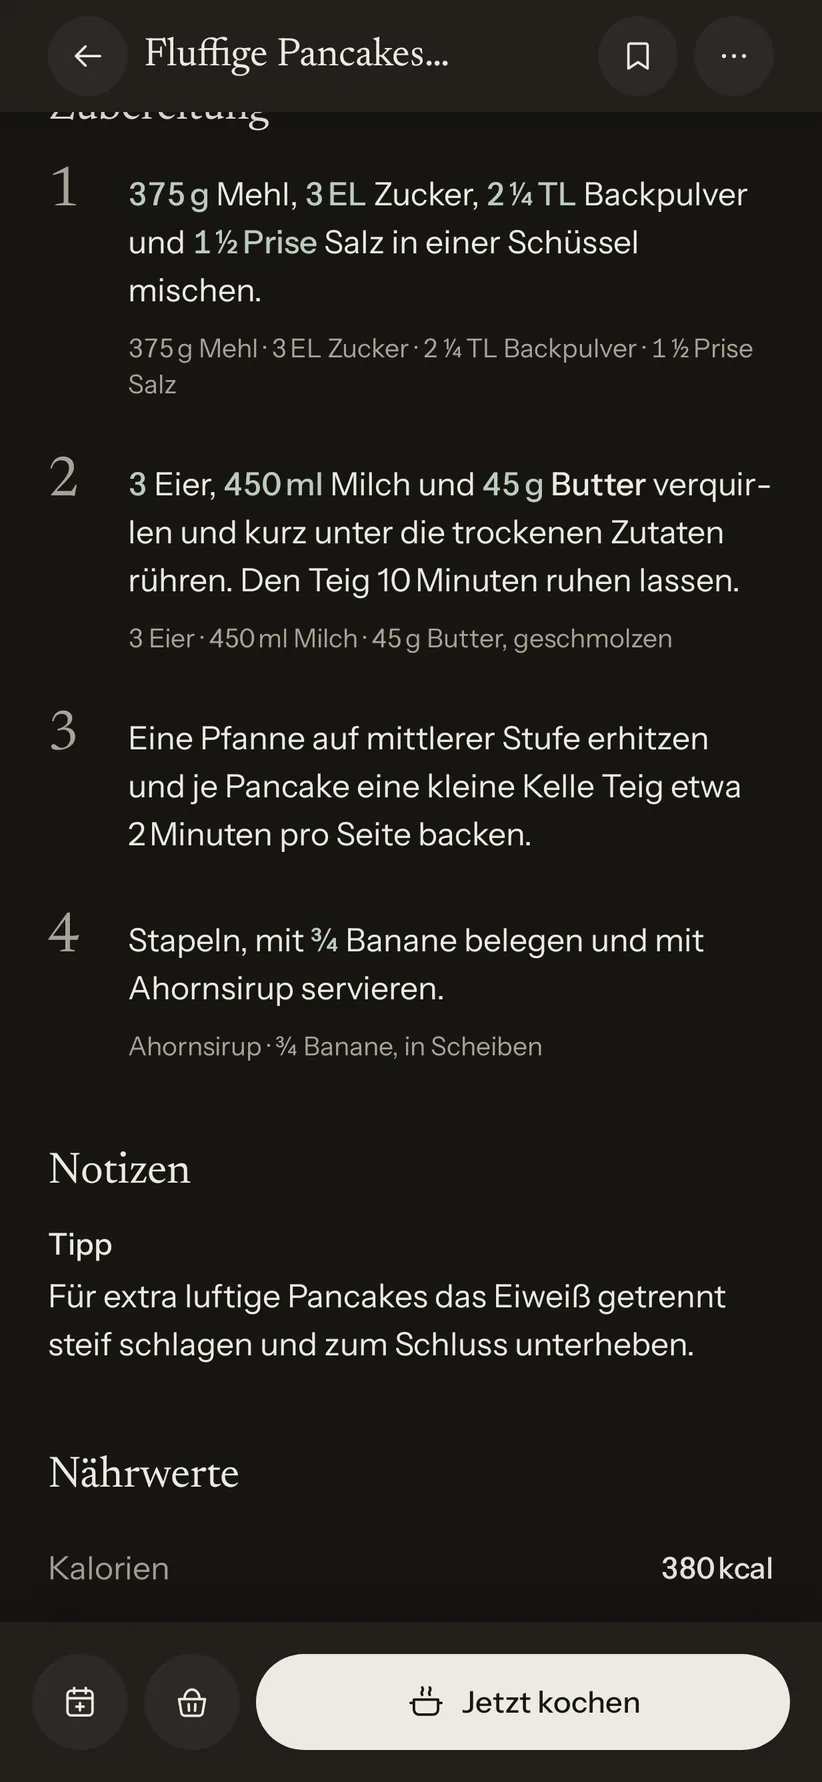 Fluffige Pancakes...
Zubereitung
1
375 g Mehl, 3 EL Zucker, 2 ¼ TL Backpulver
und 1 ½ Prise Salz in einer Schüssel
mischen.
375 g Mehl · 3 EL Zucker · 2 ¼ TL Backpulver · 1 ½ Prise
Salz
2
3 Eier, 450 ml Milch und 45 g Butter verquir-
len und kurz unter die trockenen Zutaten
rühren. Den Teig 10 Minuten ruhen lassen.
3 Eier · 450 ml Milch · 45 g Butter, geschmolzen
3
Eine Pfanne auf mittlerer Stufe erhitzen
und je Pancake eine kleine Kelle Teig etwa
2 Minuten pro Seite backen.
4
Stapeln, mit ¾ Banane belegen und mit
Ahornsirup servieren.
Ahornsirup · ¾ Banane, in Scheiben
Notizen
Tipp
Für extra luftige Pancakes das Eiweiß getrennt
steif schlagen und zum Schluss unterheben.
Nährwerte
Kalorien 380 kcal
Jetzt kochen